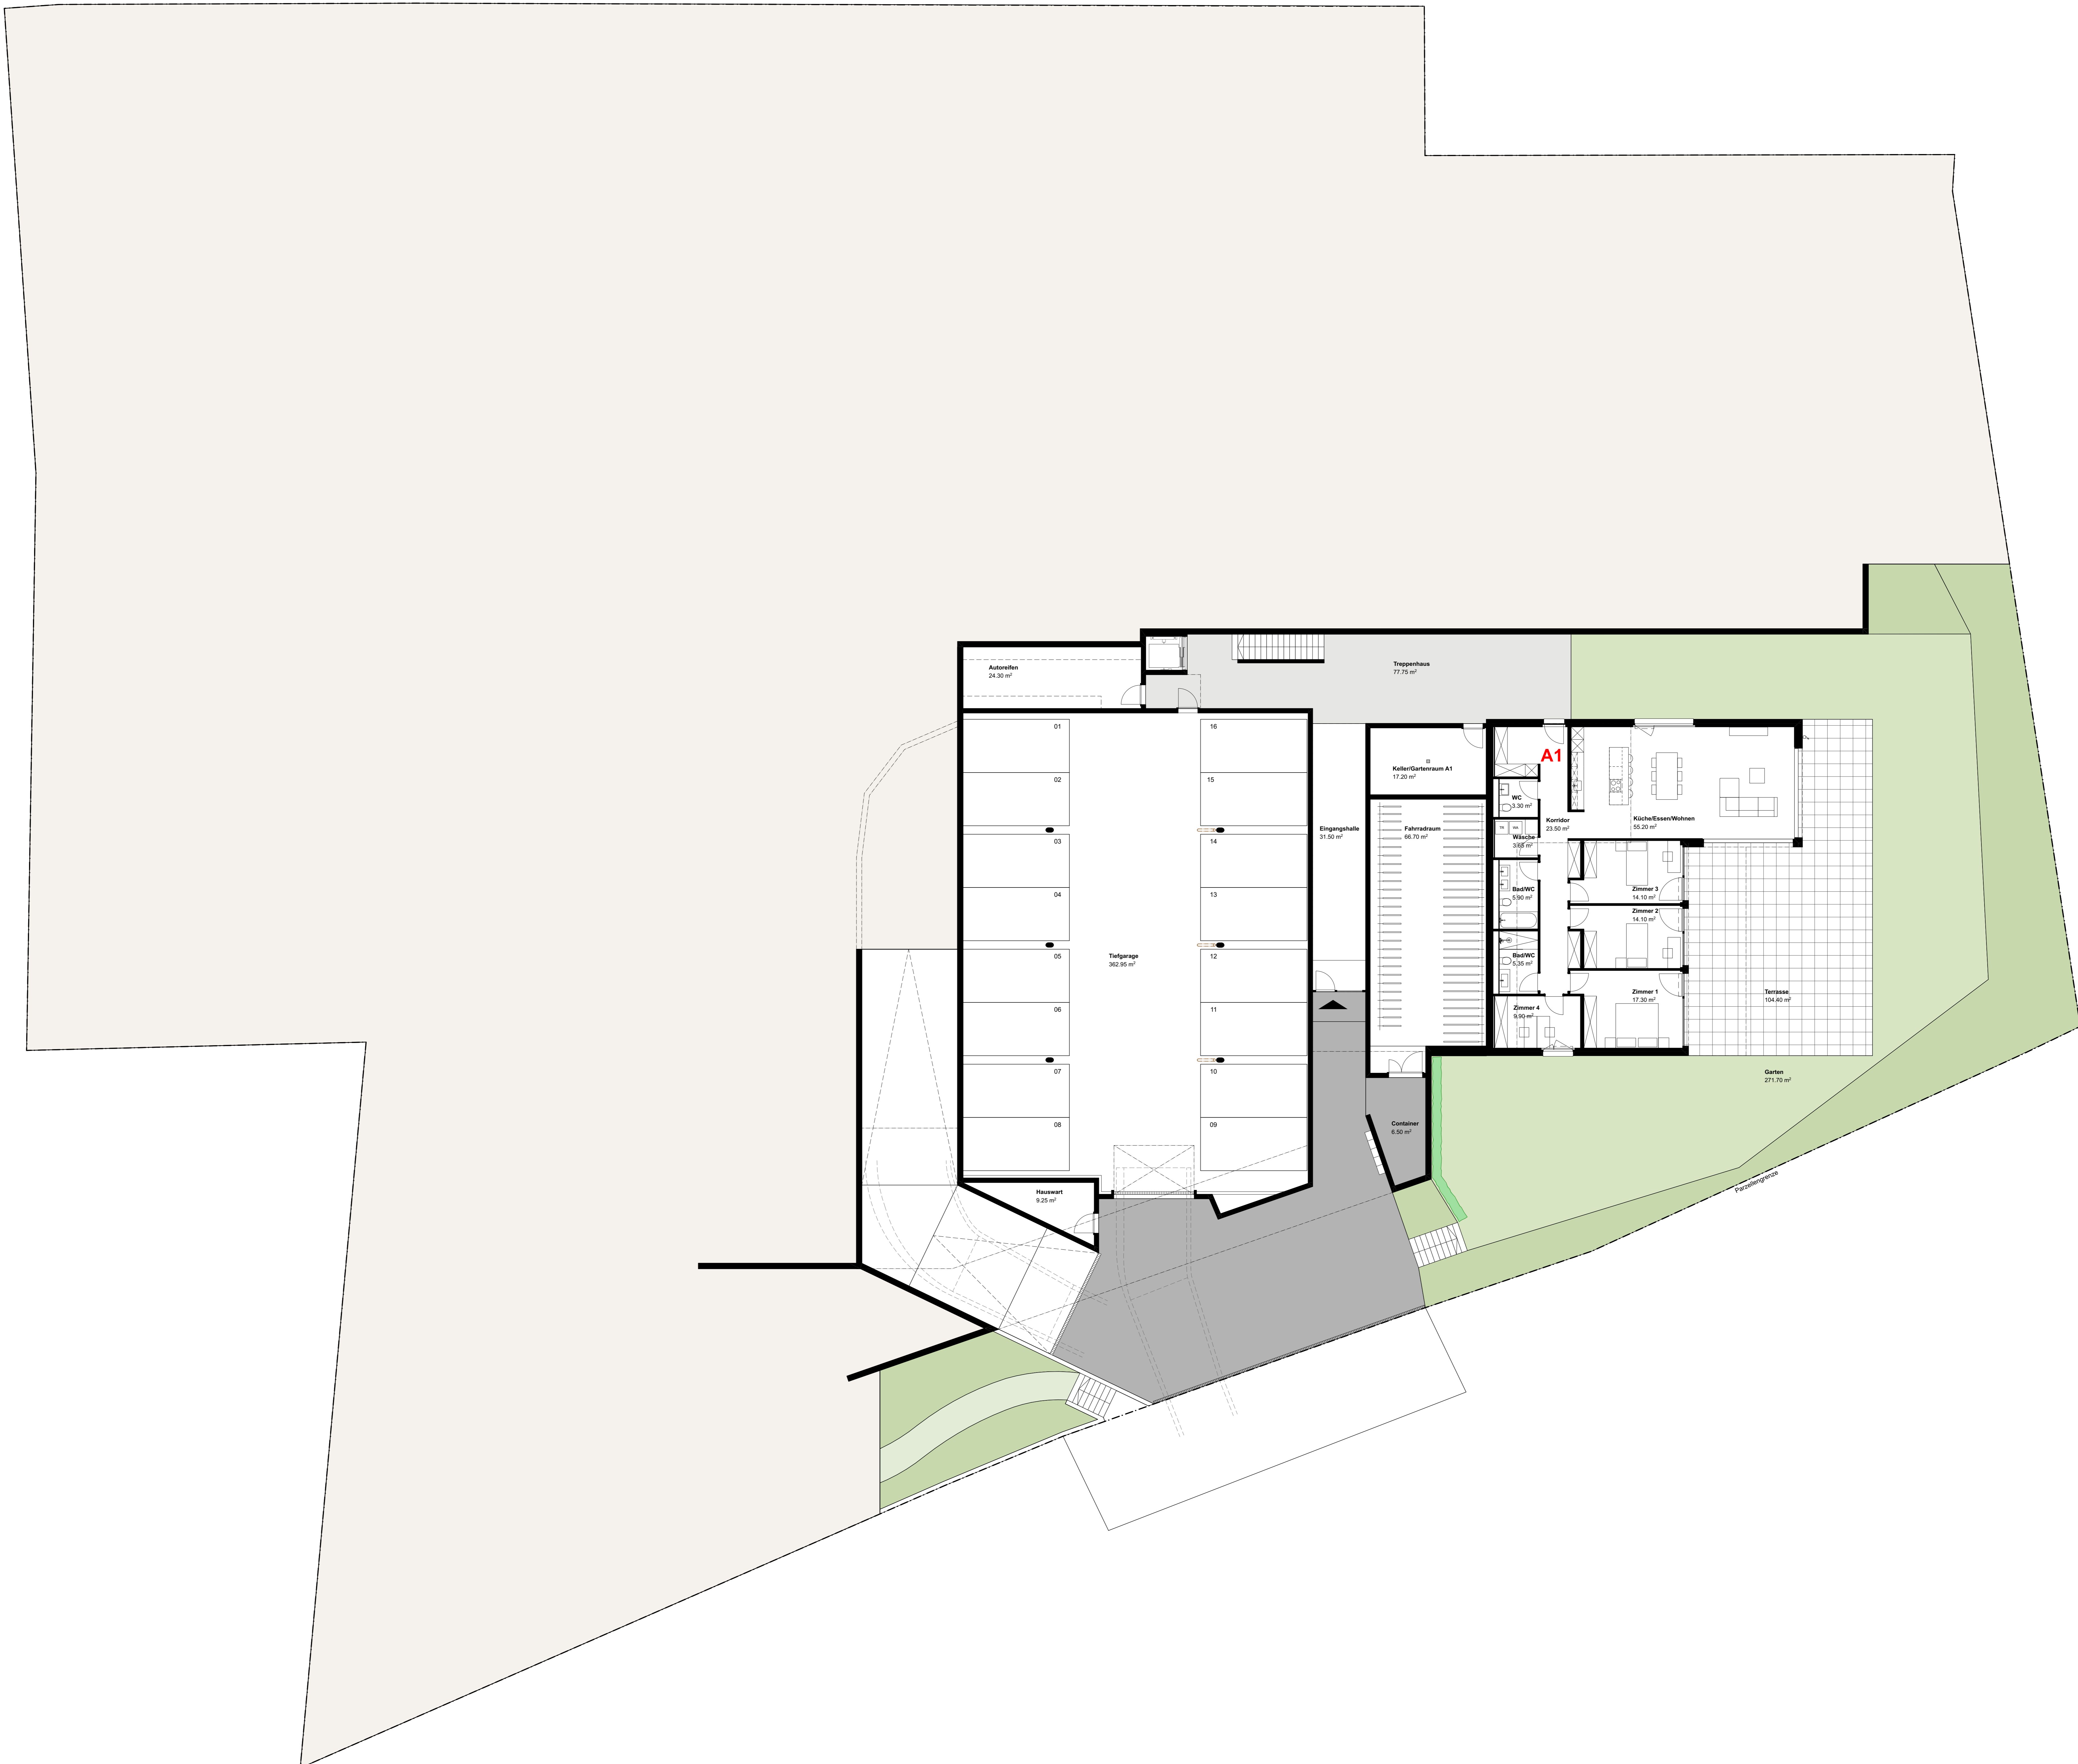 Autoreifen
24.30 m²
Treppenhaus
77.75 m²
01
02
03
04
05
06
07
08
16
15
14
13
12
11
10
09
Tiefgarage
362.95 m²
Hauswart
9.25 m²
Eingangshalle
31.50 m²
Keller/Gartenraum A1
17.20 m²
Fahrradraum
66.70 m²
Container
6.50 m²
A1
WC
3.30 m²
TR
WA
Wäsche
3.65 m²
Korridor
23.50 m²
Küche/Essen/Wohnen
55.20 m²
Bad/WC
5.90 m²
Bad/WC
5.35 m²
Zimmer 3
14.10 m²
Zimmer 2
14.10 m²
Zimmer 1
17.30 m²
Zimmer 4
9.90 m²
Terrasse
104.40 m²
Garten
271.70 m²
Parzellengrenze